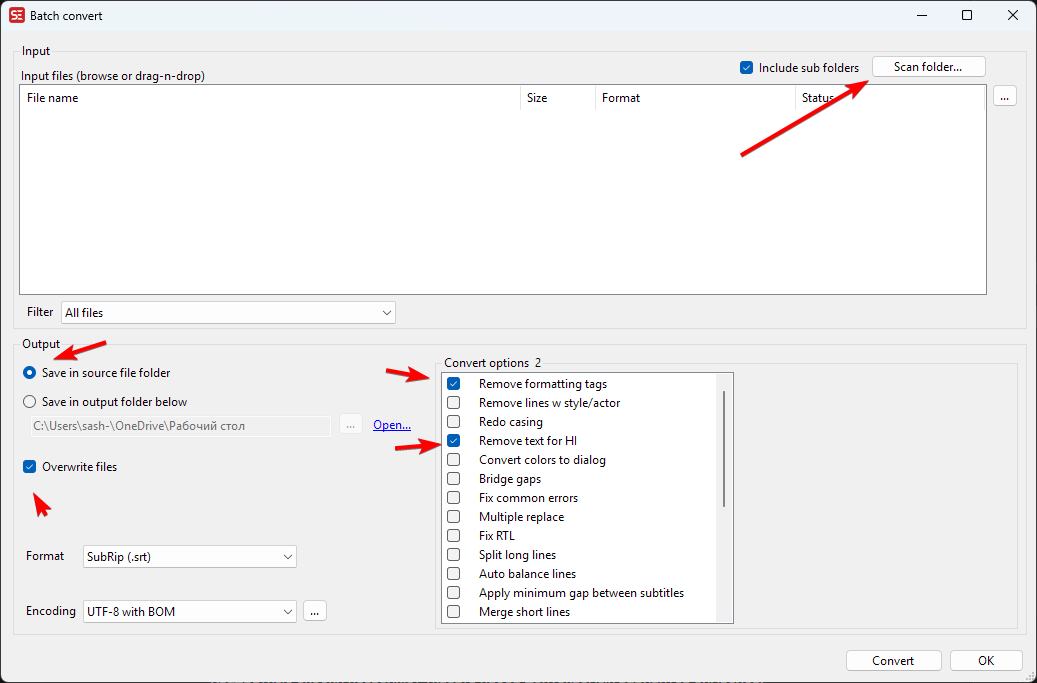 SE Batch convert
Input
Include sub folders Scan folder...
Input files (browse or drag-n-drop)
File name Size Format Status ...
Filter All files
Output
Save in source file folder
Save in output folder below
C:\Users\sash-\OneDrive\Рабочий стол ... Open...
Overwrite files
Format SubRip (.srt)
Encoding UTF-8 with BOM ...
Convert options 2
Remove formatting tags
Remove lines w style/actor
Redo casing
Remove text for HI
Convert colors to dialog
Bridge gaps
Fix common errors
Multiple replace
Fix RTL
Split long lines
Auto balance lines
Apply minimum gap between subtitles
Merge short lines
Convert OK